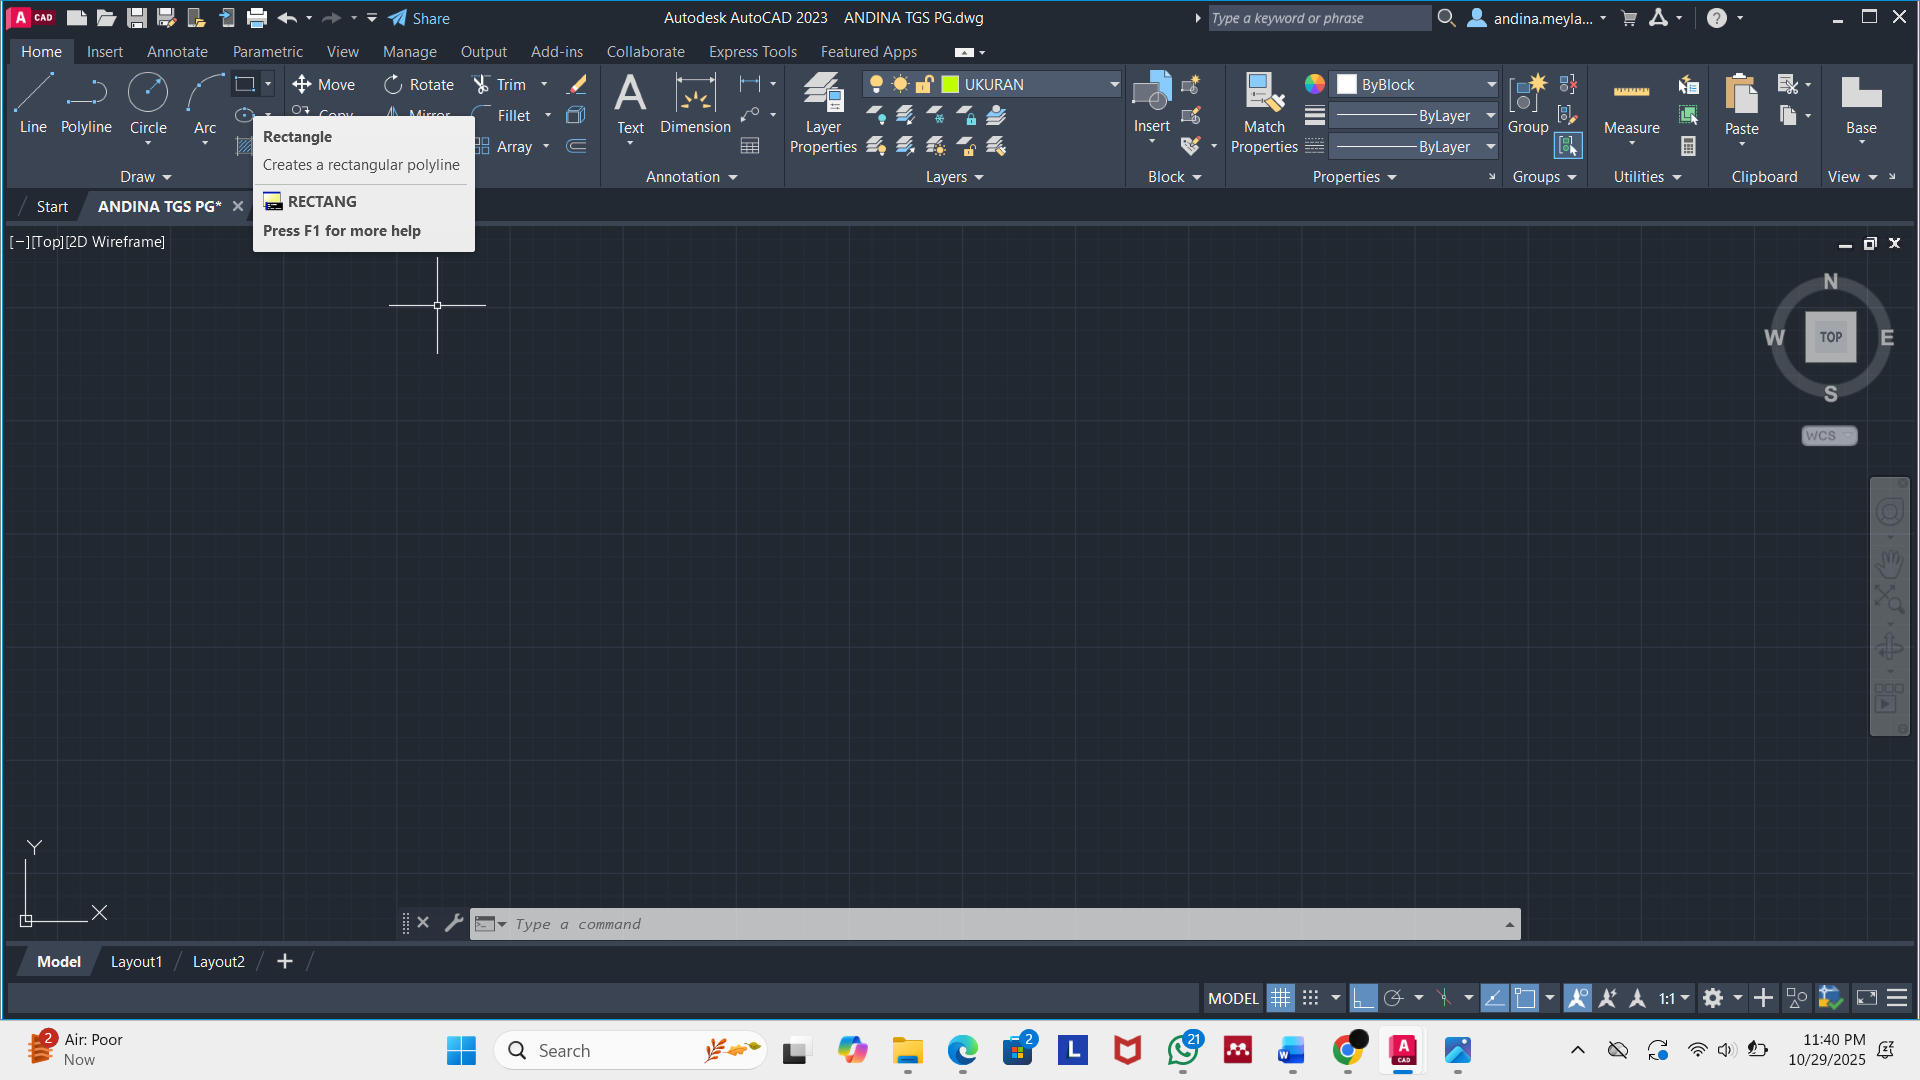 Share
Autodesk AutoCAD 2023 ANDINA TGS PG.dwg
Type a keyword or phrase
andina.meyla...
Home Insert Annotate Parametric View Manage Output Add-ins Collaborate Express Tools Featured Apps
Line
Polyline
Circle
Arc
Draw
Move
Rotate
Trim
Fillet
Array
Text
Dimension
Annotation
Layer
Properties
UKURAN
Layers
Insert
Block
Match
Properties
ByBlock
ByLayer
ByLayer
Properties
Group
Groups
Measure
Utilities
Paste
Clipboard
Base
View
Rectangle
Creates a rectangular polyline
RECTANG
Press F1 for more help
Start
ANDINA TGS PG*
[−][Top][2D Wireframe]
N
W
TOP
E
S
WCS
Y
X
Type a command
Model
Layout1
Layout2
MODEL
1:1
2
Air: Poor
Now
Search
2
L
21
W
A
CAD
11:40 PM
10/29/2025